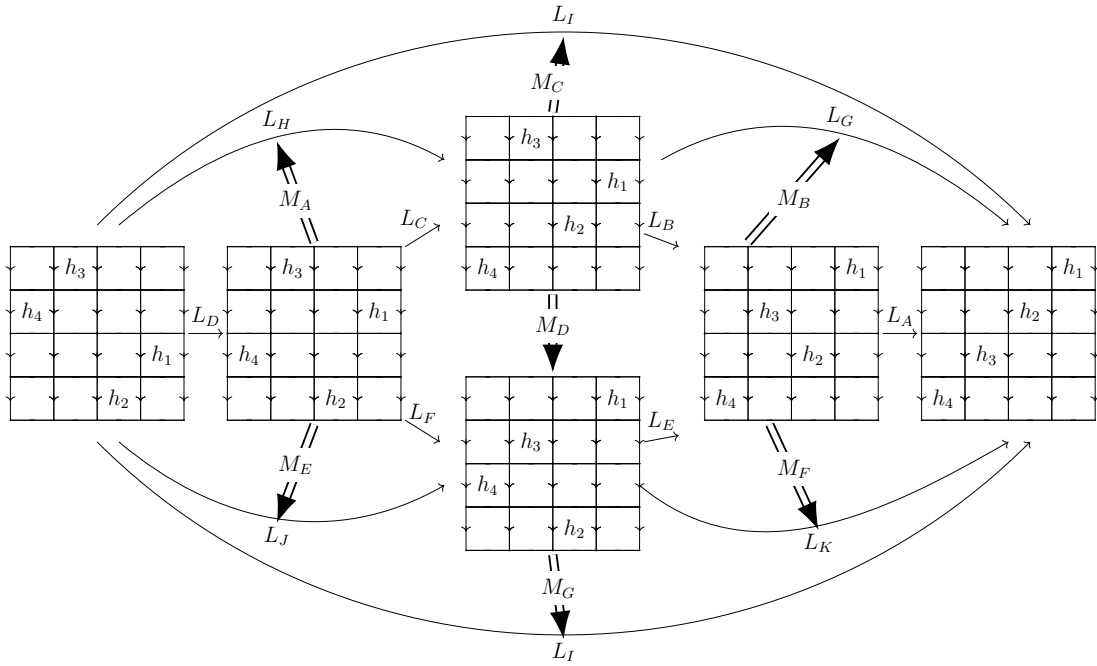 L_I
M_C
L_H
L_G
h_3
h_1
M_A
M_B
L_C
h_2
L_B
h_4
h_3
h_3
h_1
h_1
h_4
L_D
h_1
M_D
h_3
L_A
h_2
h_1
h_4
h_2
h_3
h_2
h_2
h_1
h_4
h_4
L_F
L_E
h_3
M_E
M_F
h_4
L_J
h_2
L_K
M_G
L_I